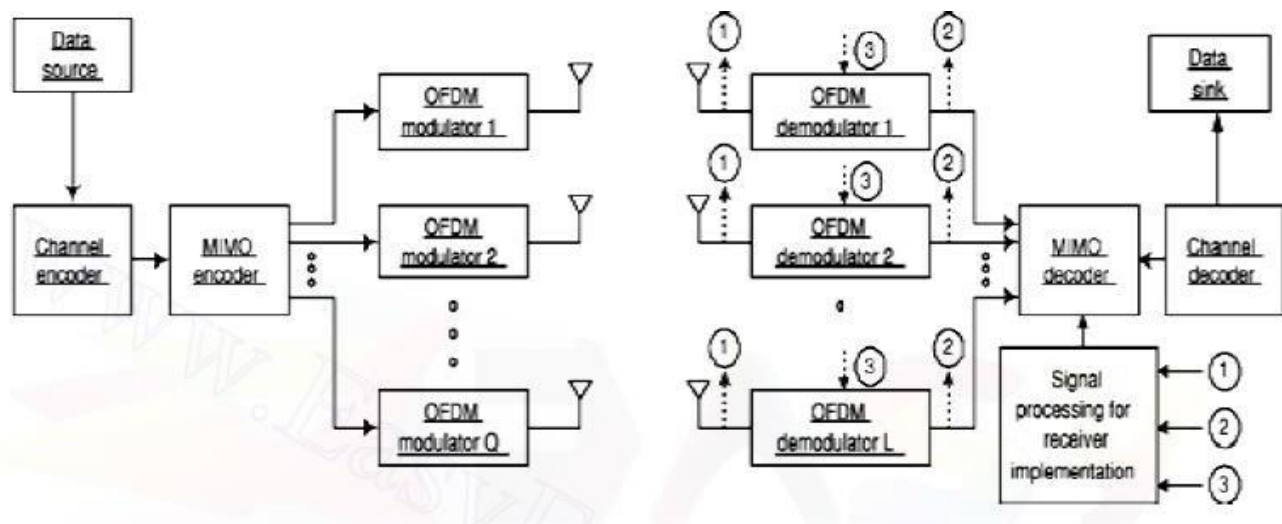 Data
source
Channel
encoder
MIMO
encoder
OFDM
modulator 1
OFDM
modulator 2
OFDM
modulator Q
1
3
2
OFDM
demodulator 1
1
3
2
OFDM
demodulator 2
1
3
2
OFDM
demodulator L
Data
sink
MIMO
decoder
Channel
decoder
Signal
processing for
receiver
implementation
1
2
3